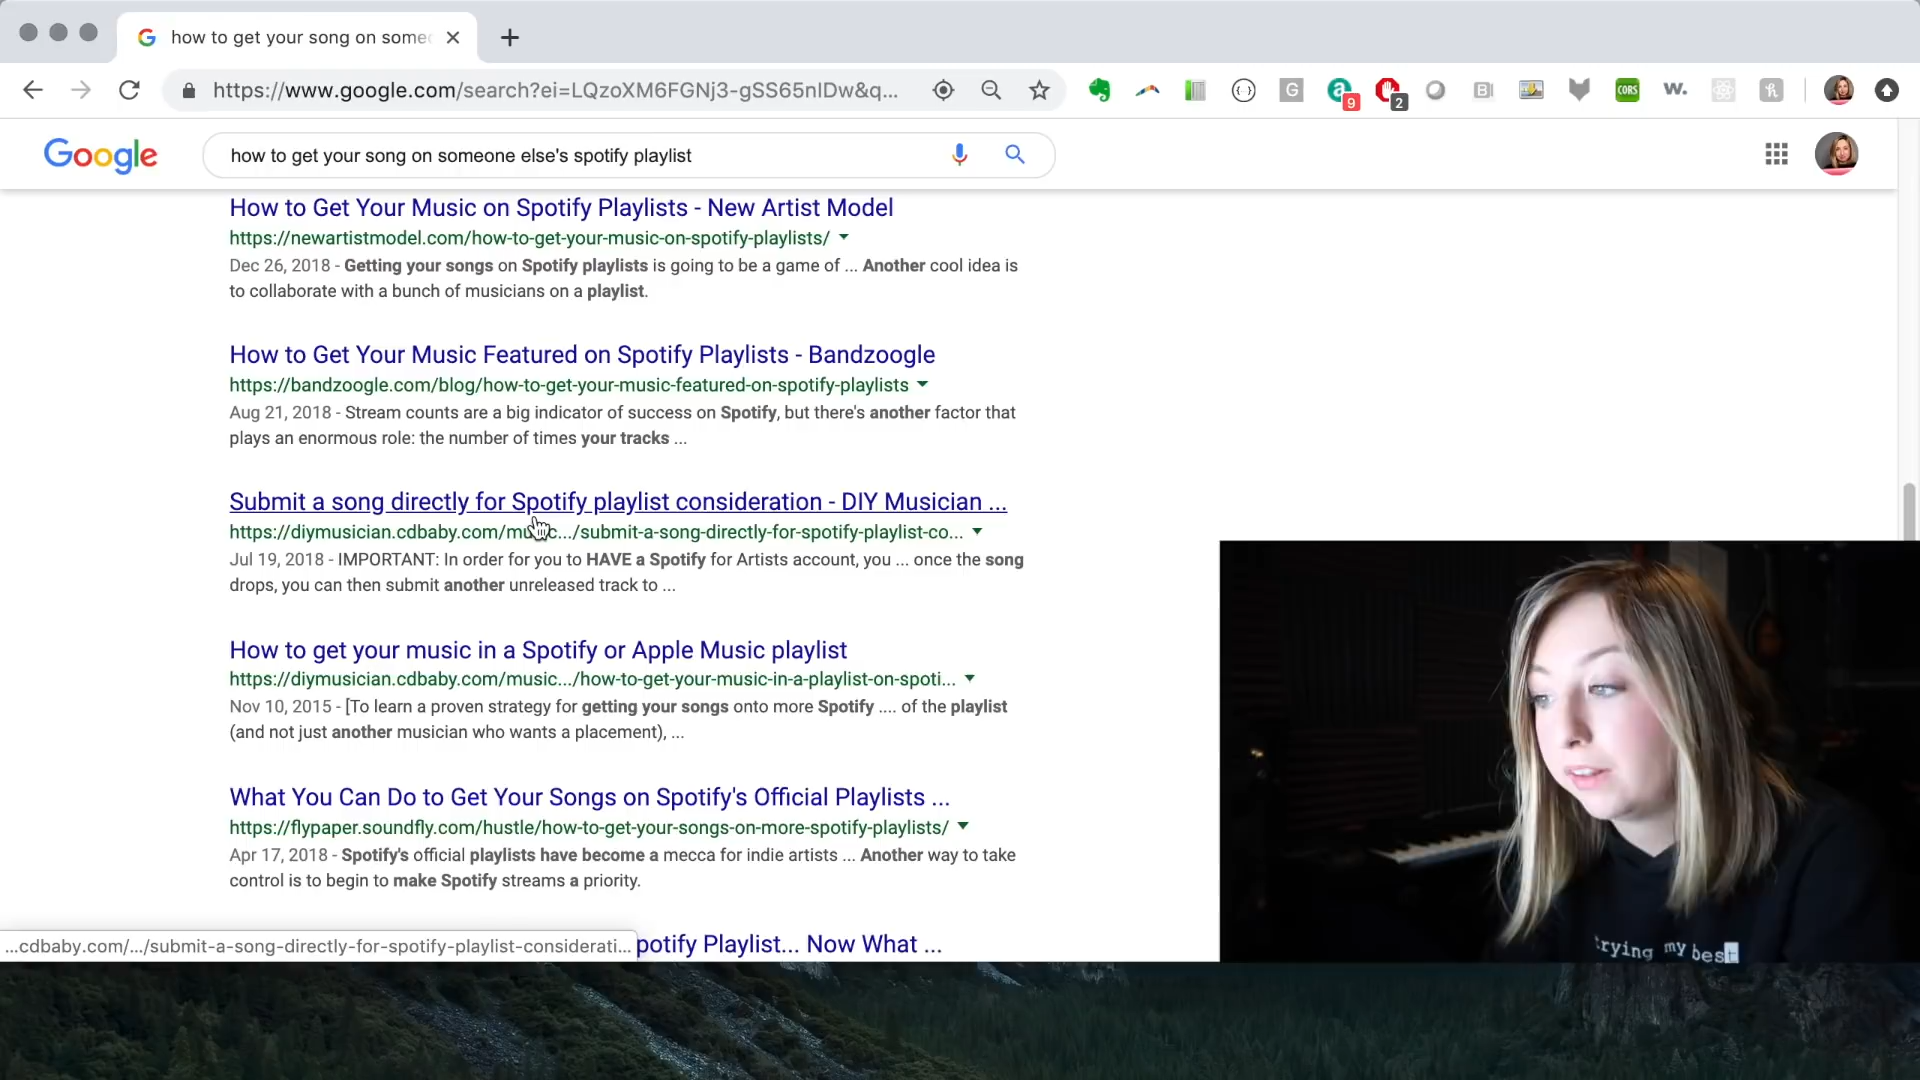 how to get your song on some
https://www.google.com/search?ei=LQzoXM6FGNj3-gSS65nIDw&q...
9
2
CORS
w.
Google
how to get your song on someone else's spotify playlist
How to Get Your Music on Spotify Playlists - New Artist Model
https://newartistmodel.com/how-to-get-your-music-on-spotify-playlists/
Dec 26, 2018 - Getting your songs on Spotify playlists is going to be a game of ... Another cool idea is
to collaborate with a bunch of musicians on a playlist.
How to Get Your Music Featured on Spotify Playlists - Bandzoogle
https://bandzoogle.com/blog/how-to-get-your-music-featured-on-spotify-playlists
Aug 21, 2018 - Stream counts are a big indicator of success on Spotify, but there's another factor that
plays an enormous role: the number of times your tracks ...
Submit a song directly for Spotify playlist consideration - DIY Musician ...
https://diymusician.cdbaby.com/music.../submit-a-song-directly-for-spotify-playlist-co...
Jul 19, 2018 - IMPORTANT: In order for you to HAVE a Spotify for Artists account, you ... once the song
drops, you can then submit another unreleased track to ...
How to get your music in a Spotify or Apple Music playlist
https://diymusician.cdbaby.com/music.../how-to-get-your-music-in-a-playlist-on-spoti...
Nov 10, 2015 - [To learn a proven strategy for getting your songs onto more Spotify .... of the playlist
(and not just another musician who wants a placement), ...
What You Can Do to Get Your Songs on Spotify's Official Playlists ...
https://flypaper.soundfly.com/hustle/how-to-get-your-songs-on-more-spotify-playlists/
Apr 17, 2018 - Spotify's official playlists have become a mecca for indie artists ... Another way to take
control is to begin to make Spotify streams a priority.
...cdbaby.com/.../submit-a-song-directly-for-spotify-playlist-considerati...
potify Playlist... Now What ...
trying my best